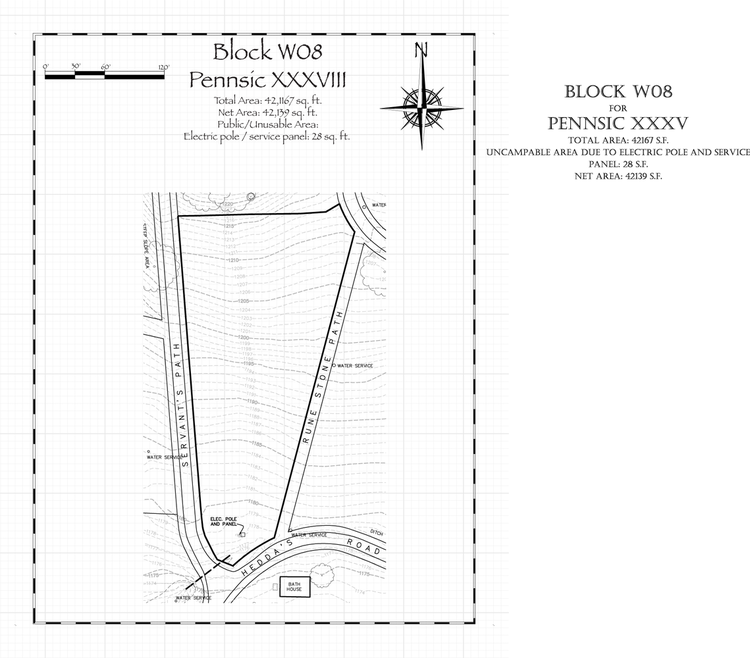 Block W08
Pennsic XXXVIII
Total Area: 42,1167 sq. ft.
Net Area: 42,139 sq. ft.
Public/Unusable Area:
Electric pole / service panel: 28 sq. ft.
0' 30' 60' 120'
N
BLOCK W08
FOR
PENNSIC XXXV
TOTAL AREA: 42167 S.F.
UNCAMPABLE AREA DUE TO ELECTRIC POLE AND SERVICE
PANEL: 28 S.F.
NET AREA: 42139 S.F.
WATER
STEEP SLOPE AREA
1210
1205
1200
SERVANT'S PATH
RUNE STONE PATH
WATER SERVICE
WATER SERVICE
ELEC. POLE
AND PANEL
WATER SERVICE
DITCH
HEDDA'S ROAD
BATH
HOUSE
WATER SERVICE